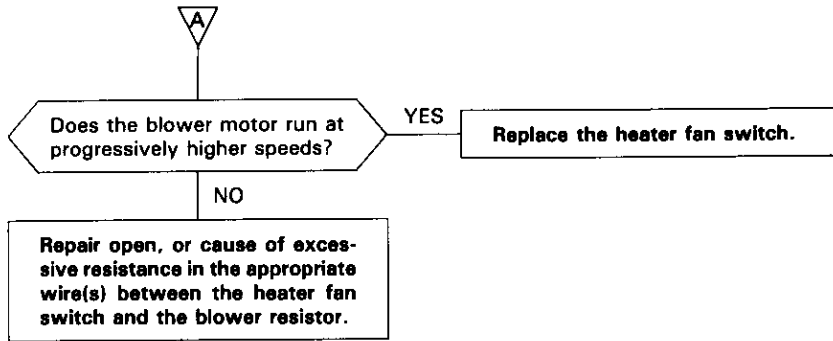 A
Does the blower motor run at
progressively higher speeds?
YES
Replace the heater fan switch.
NO
Repair open, or cause of exces-
sive resistance in the appropriate
wire(s) between the heater fan
switch and the blower resistor.